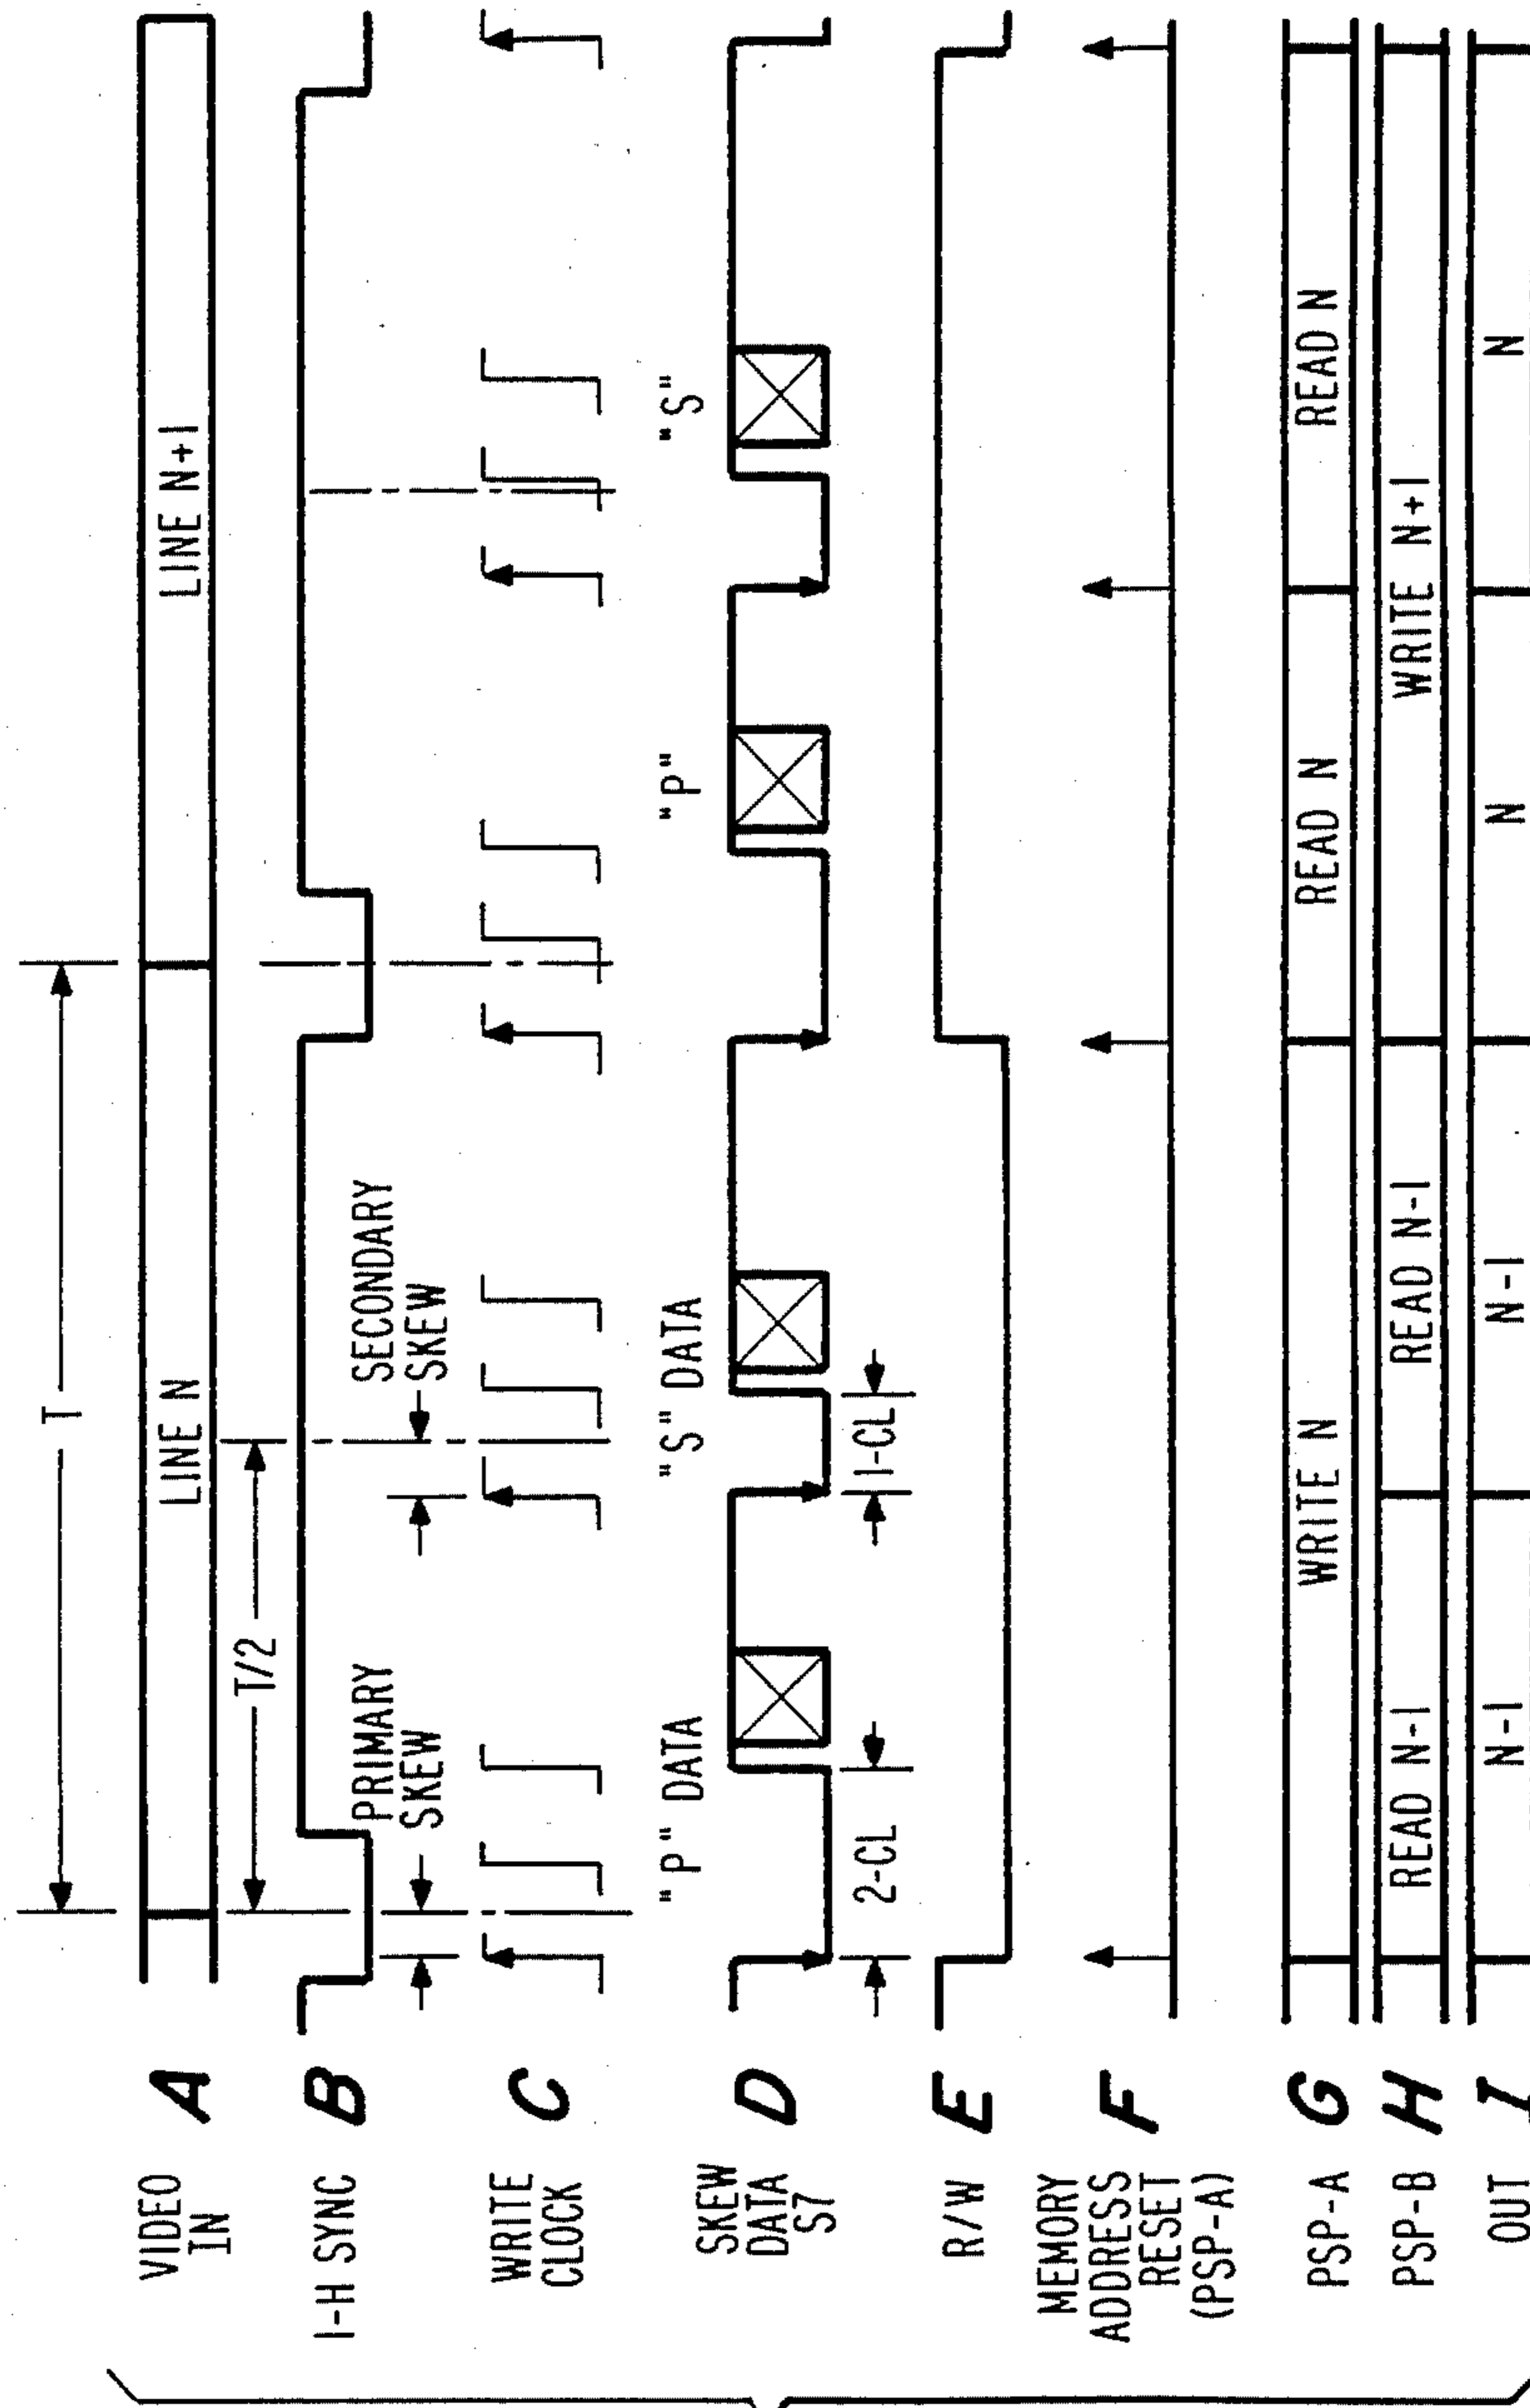 T
VIDEO
IN
A
LINE N
LINE N+1
T/2
1-H SYNC
B
PRIMARY
SKEW
SECONDARY
SKEW
WRITE
CLOCK
C
"P" DATA
"S" DATA
"P"
"S"
SKEW
DATA
S7
D
2-CL
1-CL
R/W
E
MEMORY
ADDRESS
RESET
(PSP-A)
F
PSP-A
G
WRITE N
READ N
READ N
PSP-B
H
READ N-1
READ N-1
WRITE N+1
OUT
I
N-1
N-1
N
N